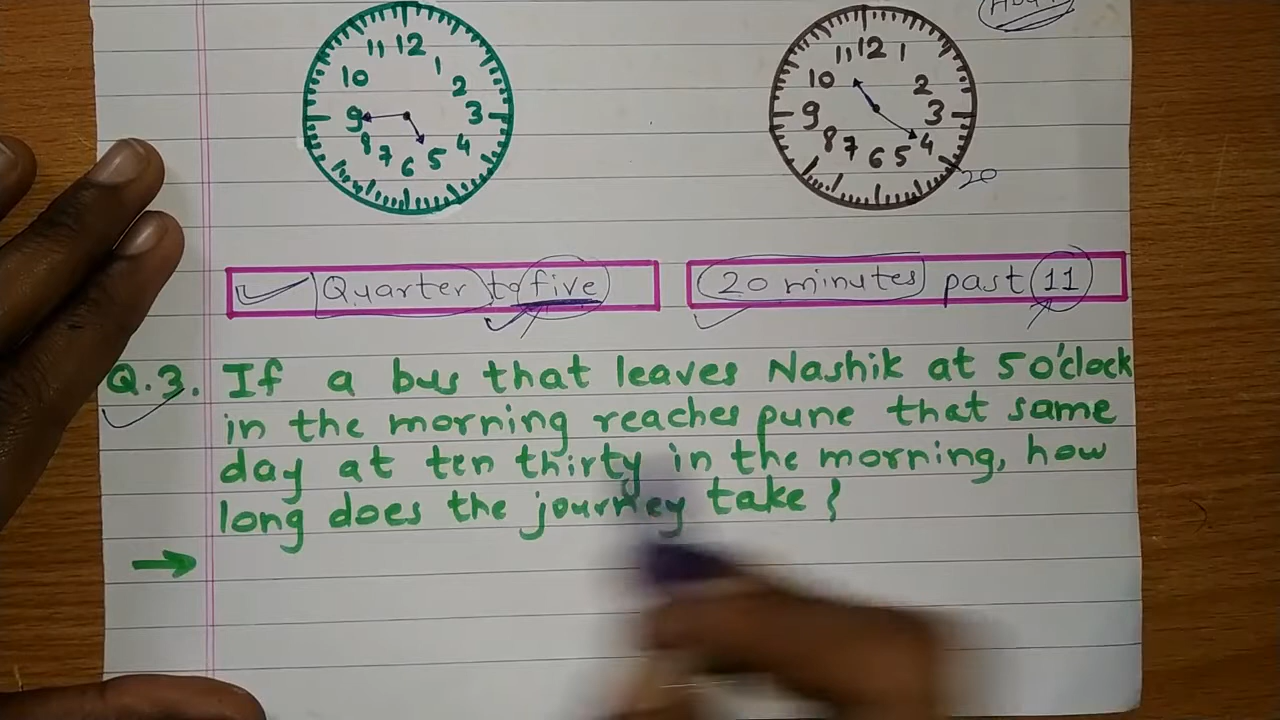 11 12 1
10 2
9 3
8 4
7 6 5
11 12 1
10 2
9 3
8 4
7 6 5
20
Quarter to five
20 minutes past 11
Q.3. If a bus that leaves Nashik at 5 o'clock
in the morning reaches pune that same
day at ten thirty in the morning, how
long does the journey take ?